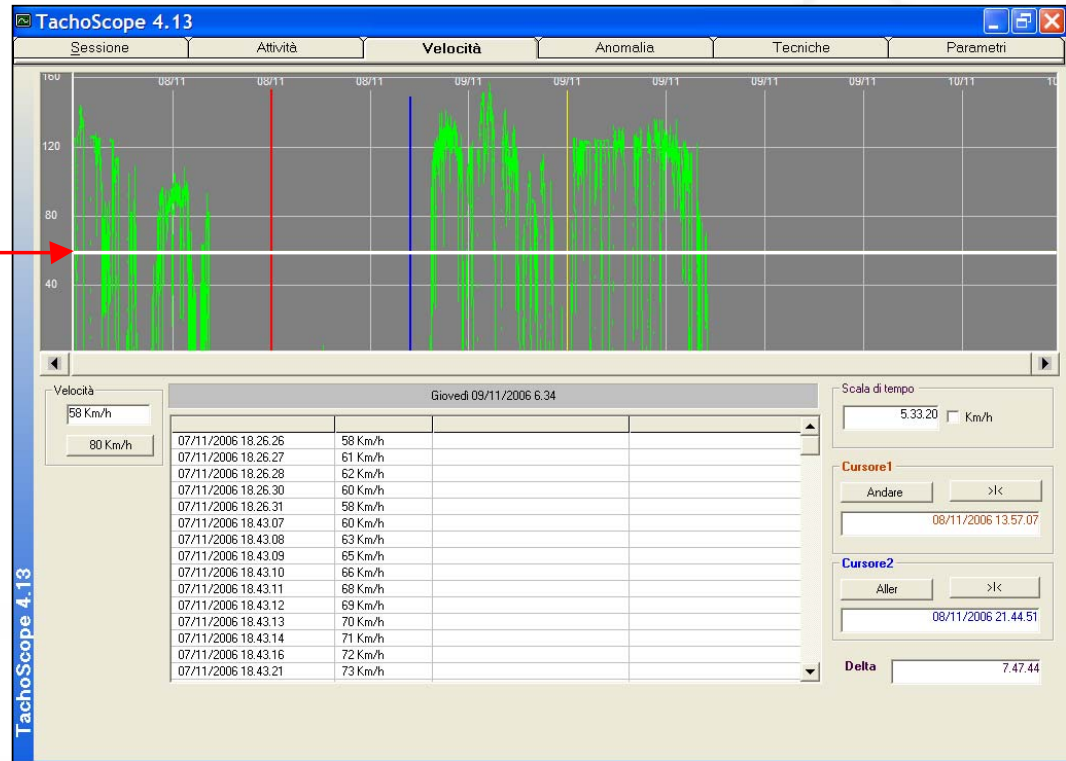 TachoScope 4.13
Sessione Attività Velocità Anomalia Tecniche Parametri
160 08/11 08/11 08/11 09/11 09/11 09/11 09/11 09/11 10/11 10
120
80
40
Velocità
58 Km/h
80 Km/h
Giovedì 09/11/2006 6.34
07/11/2006 18.26.26 58 Km/h
07/11/2006 18.26.27 61 Km/h
07/11/2006 18.26.28 62 Km/h
07/11/2006 18.26.30 60 Km/h
07/11/2006 18.26.31 58 Km/h
07/11/2006 18.43.07 60 Km/h
07/11/2006 18.43.08 63 Km/h
07/11/2006 18.43.09 65 Km/h
07/11/2006 18.43.10 66 Km/h
07/11/2006 18.43.11 68 Km/h
07/11/2006 18.43.12 69 Km/h
07/11/2006 18.43.13 70 Km/h
07/11/2006 18.43.14 71 Km/h
07/11/2006 18.43.16 72 Km/h
07/11/2006 18.43.21 73 Km/h
Scala di tempo
5.33.20 Km/h
Cursore1
Andare >|<
08/11/2006 13.57.07
Cursore2
Aller >|<
08/11/2006 21.44.51
Delta 7.47.44
TachoScope 4.13